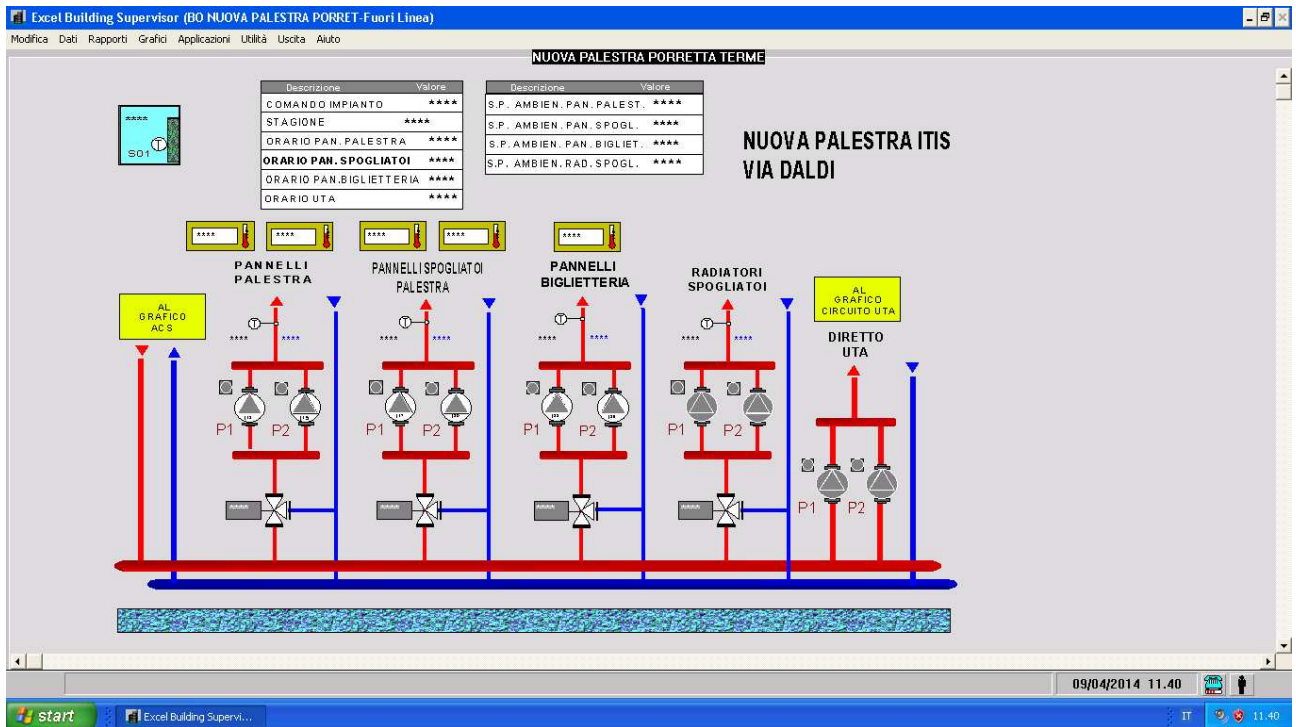 Excel Building Supervisor (BO NUOVA PALESTRA PORRET-Fuori Linea)
Modifica Dati Rapporti Grafici Applicazioni Utilità Uscita Aiuto
NUOVA PALESTRA PORRETTA TERME
Descrizione Valore
COMANDO IMPIANTO ****
STAGIONE ****
ORARIO PAN. PALESTRA ****
ORARIO PAN. SPOGLIATOI ****
ORARIO PAN.BIGLIETTERIA ****
ORARIO UTA ****
Descrizione Valore
S.P. AMBIEN. PAN. PALEST. ****
S.P. AMBIEN. PAN. SPOGL. ****
S.P. AMBIEN. PAN. BIGLIET. ****
S.P. AMBIEN. RAD. SPOGL. ****
****
SO1 T
NUOVA PALESTRA ITIS
VIA DALDI
**** **** **** **** ****
PANNELLI
PALESTRA
PANNELLI SPOGLIATOI
PALESTRA
PANNELLI
BIGLIETTERIA
RADIATORI
SPOGLIATOI
AL
GRAFICO
ACS
AL
GRAFICO
CIRCUITO UTA
DIRETTO
UTA
T T T T
**** **** **** **** **** **** **** ****
P1 P2 P1 P2 P1 P2 P1 P2
P1 P2
**** **** **** ****
09/04/2014 11.40
start
Excel Building Supervi...
IT
11.40